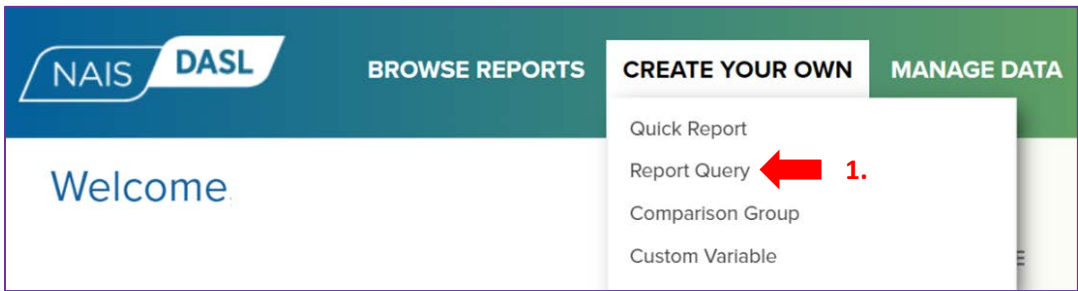 NAIS DASL
BROWSE REPORTS CREATE YOUR OWN MANAGE DATA
Quick Report
Report Query 1.
Welcome
Comparison Group
Custom Variable